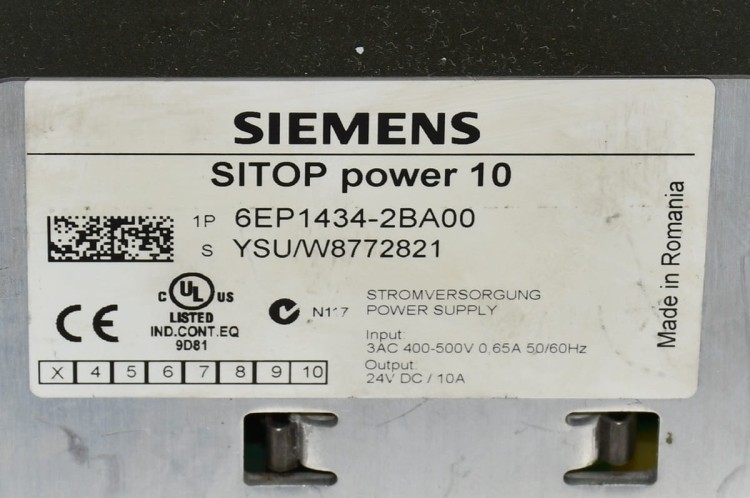 SIEMENS
SITOP power 10
1P 6EP1434-2BA00
S YSU/W8772821
C UL US
LISTED
IND.CONT.EQ
9D81
CE
N117
STROMVERSORGUNG
POWER SUPPLY
Input:
3AC 400-500V 0,65A 50/60Hz
Output:
24V DC / 10A
X 4 5 6 7 8 9 10
Made in Romania